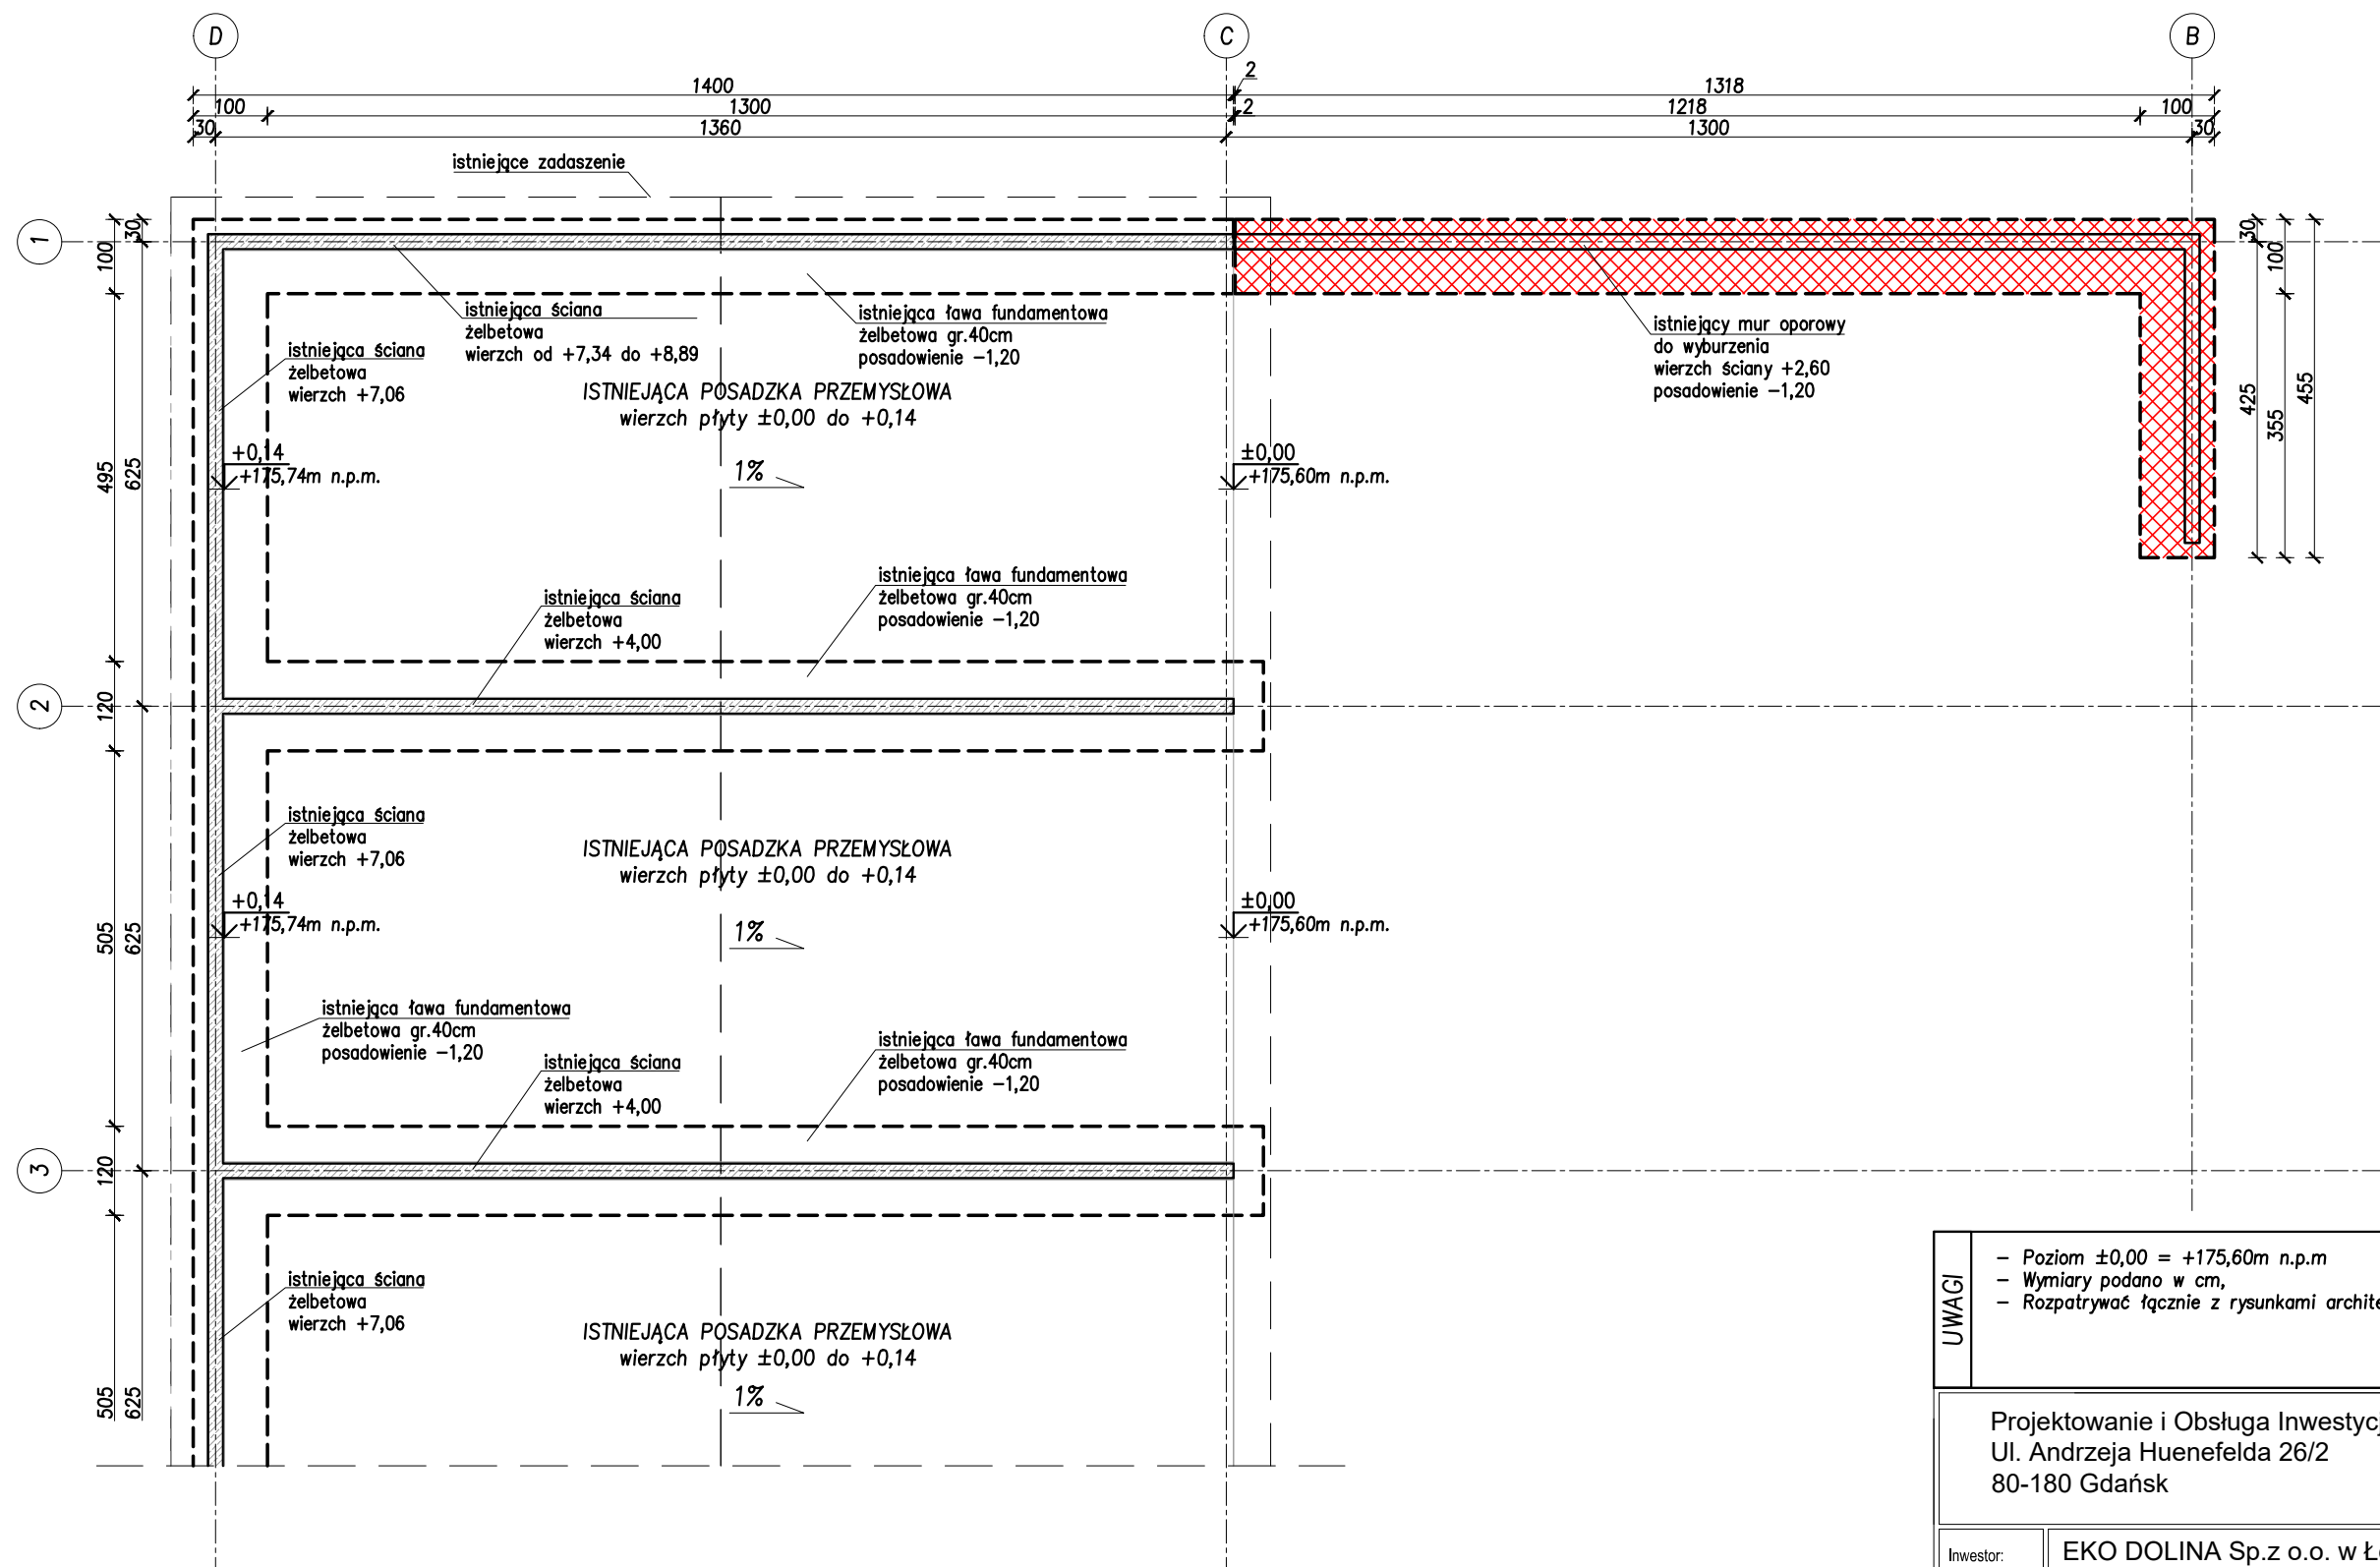 D
C
B
1400
2
1318
100
1300
2
1218
100
30
1360
1300
30
istniejące zadaszenie
1
30
100
30
100
istniejąca ściana
żelbetowa
wierzch od +7,34 do +8,89
istniejąca ława fundamentowa
żelbetowa gr.40cm
posadowienie −1,20
istniejący mur oporowy
do wyburzenia
wierzch ściany +2,60
posadowienie −1,20
istniejąca ściana
żelbetowa
wierzch +7,06
ISTNIEJĄCA POSADZKA PRZEMYSŁOWA
wierzch płyty ±0,00 do +0,14
425
355
455
+0,14
+175,74m n.p.m.
1%
±0,00
+175,60m n.p.m.
495
625
istniejąca ściana
żelbetowa
wierzch +4,00
istniejąca ława fundamentowa
żelbetowa gr.40cm
posadowienie −1,20
2
120
istniejąca ściana
żelbetowa
wierzch +7,06
ISTNIEJĄCA POSADZKA PRZEMYSŁOWA
wierzch płyty ±0,00 do +0,14
+0,14
+175,74m n.p.m.
1%
±0,00
+175,60m n.p.m.
505
625
istniejąca ława fundamentowa
żelbetowa gr.40cm
posadowienie −1,20
istniejąca ściana
żelbetowa
wierzch +4,00
istniejąca ława fundamentowa
żelbetowa gr.40cm
posadowienie −1,20
3
120
istniejąca ściana
żelbetowa
wierzch +7,06
ISTNIEJĄCA POSADZKA PRZEMYSŁOWA
wierzch płyty ±0,00 do +0,14
1%
505
625
UWAGI
− Poziom ±0,00 = +175,60m n.p.m
− Wymiary podano w cm,
− Rozpatrywać łącznie z rysunkami archite
Projektowanie i Obsługa Inwestycj
Ul. Andrzeja Huenefelda 26/2
80-180 Gdańsk
Inwestor:
EKO DOLINA Sp.z o.o. w Ł